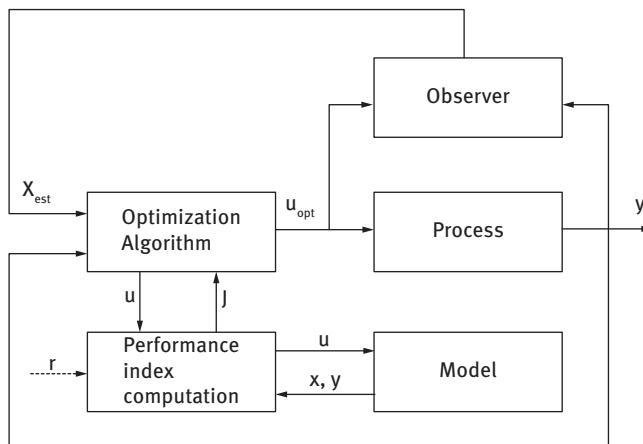 Observer
X_est
Optimization
Algorithm
u_opt
Process
y
u
J
r
Performance
index
computation
u
x, y
Model